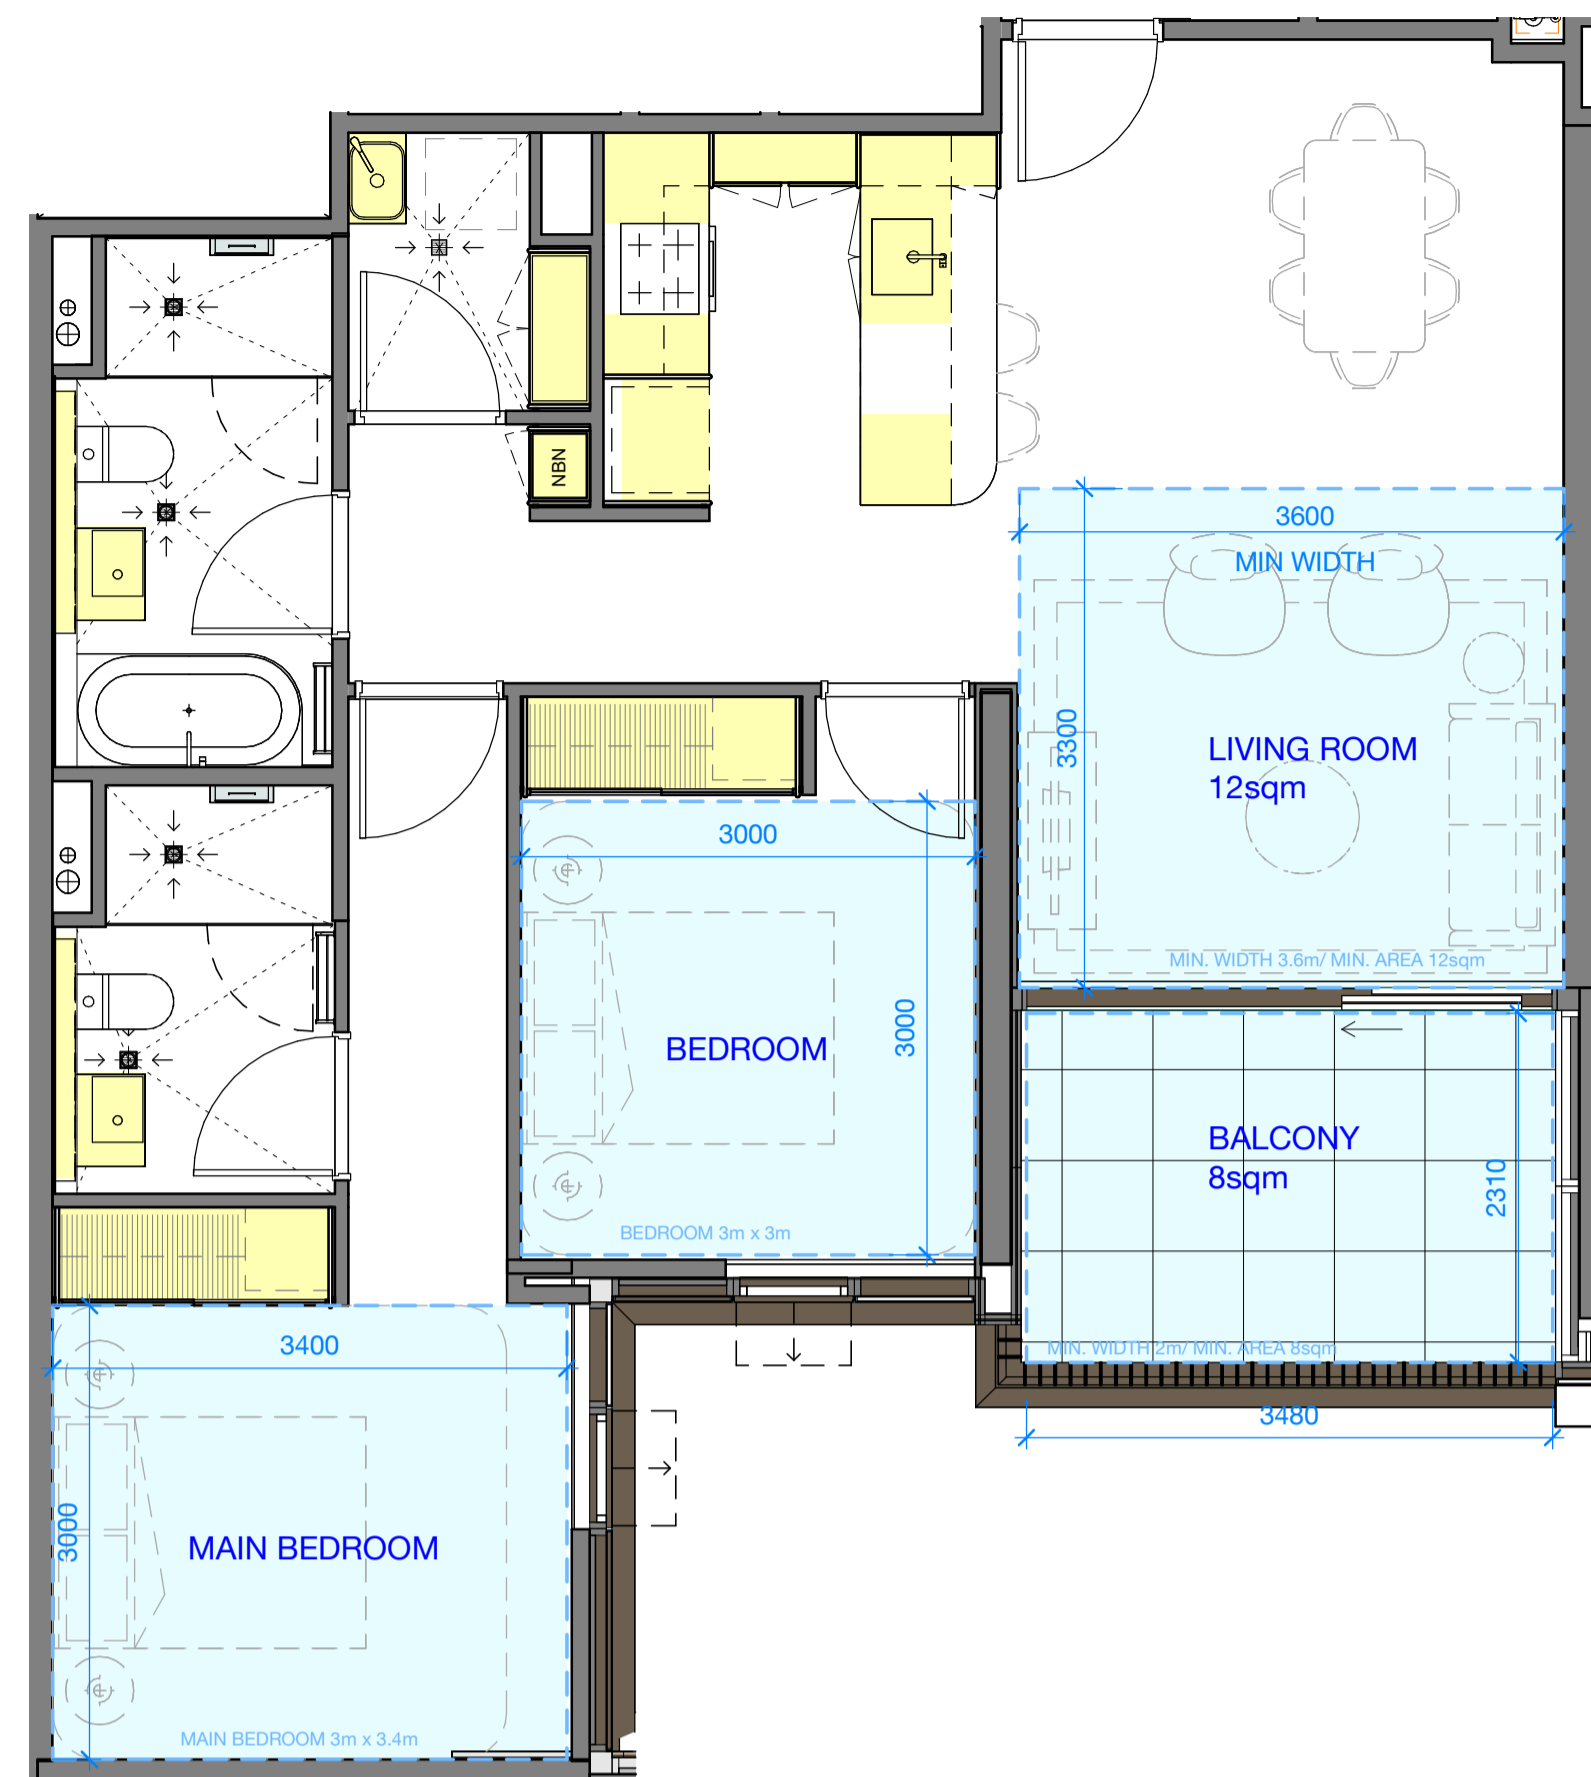 NBN
3600
MIN WIDTH
3300
LIVING ROOM
12sqm
MIN. WIDTH 3.6m/ MIN. AREA 12sqm
3000
3000
BEDROOM
BEDROOM 3m x 3m
BALCONY
8sqm
2310
MIN. WIDTH 2m/ MIN. AREA 8sqm
3480
3400
3000
MAIN BEDROOM
MAIN BEDROOM 3m x 3.4m